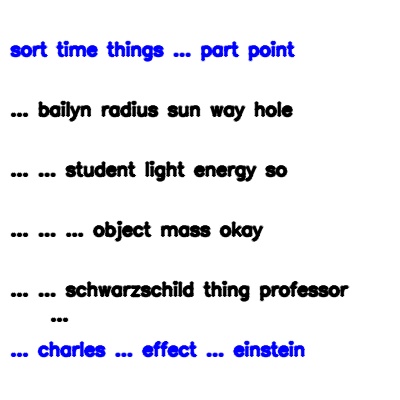 sort time things ... part point
... bailyn radius sun way hole
... ... student light energy so
... ... ... object mass okay
... ... schwarzschild thing professor
...
... charles ... effect ... einstein